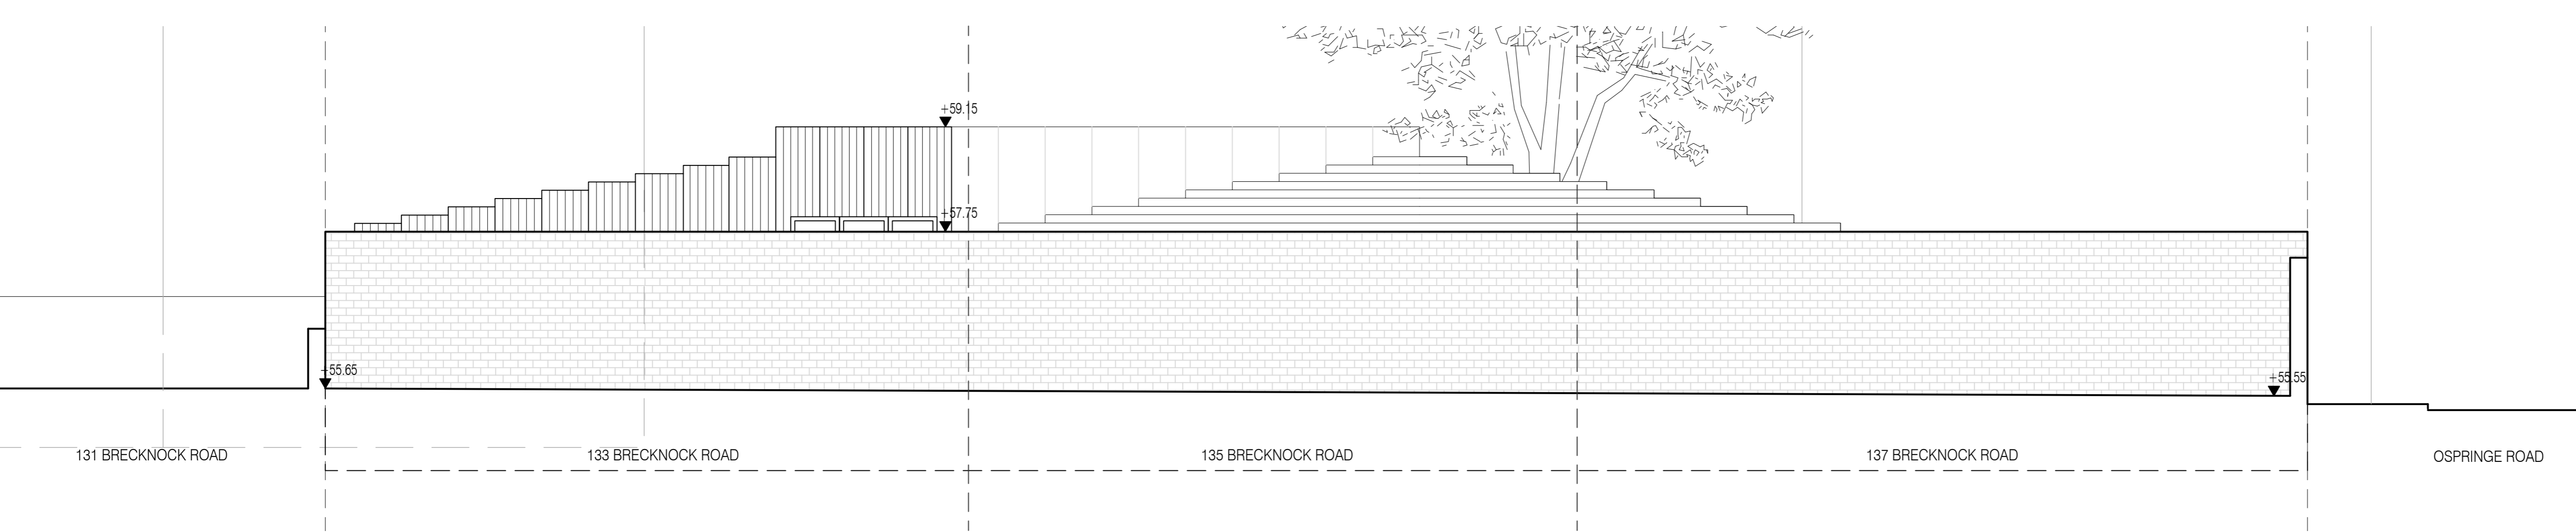 +59.15
+57.75
+55.65
+55.55
131 BRECKNOCK ROAD
133 BRECKNOCK ROAD
135 BRECKNOCK ROAD
137 BRECKNOCK ROAD
OSPRINGE ROAD